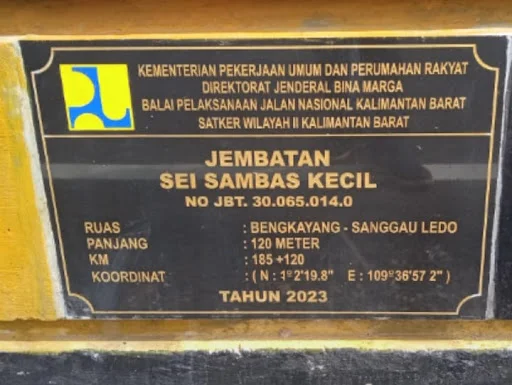 KEMENTERIAN PEKERJAAN UMUM DAN PERUMAHAN RAKYAT
DIREKTORAT JENDERAL BINA MARGA
BALAI PELAKSANAAN JALAN NASIONAL KALIMANTAN BARAT
SATKER WILAYAH II KALIMANTAN BARAT
JEMBATAN
SEI SAMBAS KECIL
NO JBT. 30.065.014.0
RUAS : BENGKAYANG - SANGGAU LEDO
PANJANG : 120 METER
KM : 185 +120
KOORDINAT : ( N : 1º2'19.8" E : 109º36'57 2" )
TAHUN 2023